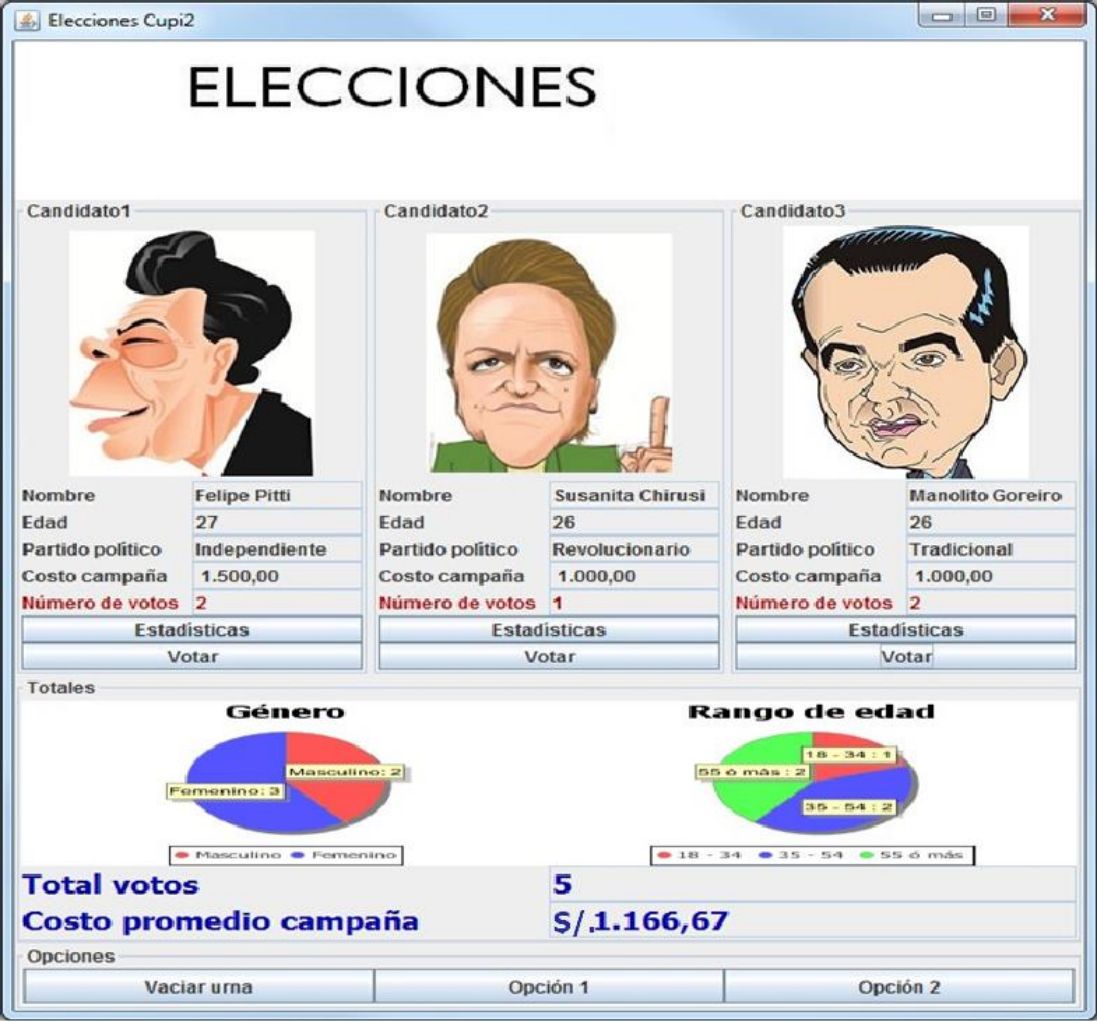 Elecciones Cupi2
ELECCIONES
Candidato1
Candidato2
Candidato3
Nombre Felipe Pitti
Edad 27
Partido político Independiente
Costo campaña 1.500,00
Número de votos 2
Estadísticas
Votar
Nombre Susanita Chirusi
Edad 26
Partido político Revolucionario
Costo campaña 1.000,00
Número de votos 1
Estadísticas
Votar
Nombre Manolito Goreiro
Edad 26
Partido político Tradicional
Costo campaña 1.000,00
Número de votos 2
Estadísticas
Votar
Totales
Género
Masculino: 2
Femenino: 3
Masculino Femenino
Rango de edad
18 - 34 : 1
55 ó más : 2
35 - 54 : 2
18 - 34 35 - 54 55 ó más
Total votos 5
Costo promedio campaña S/.1.166,67
Opciones
Vaciar urna Opción 1 Opción 2